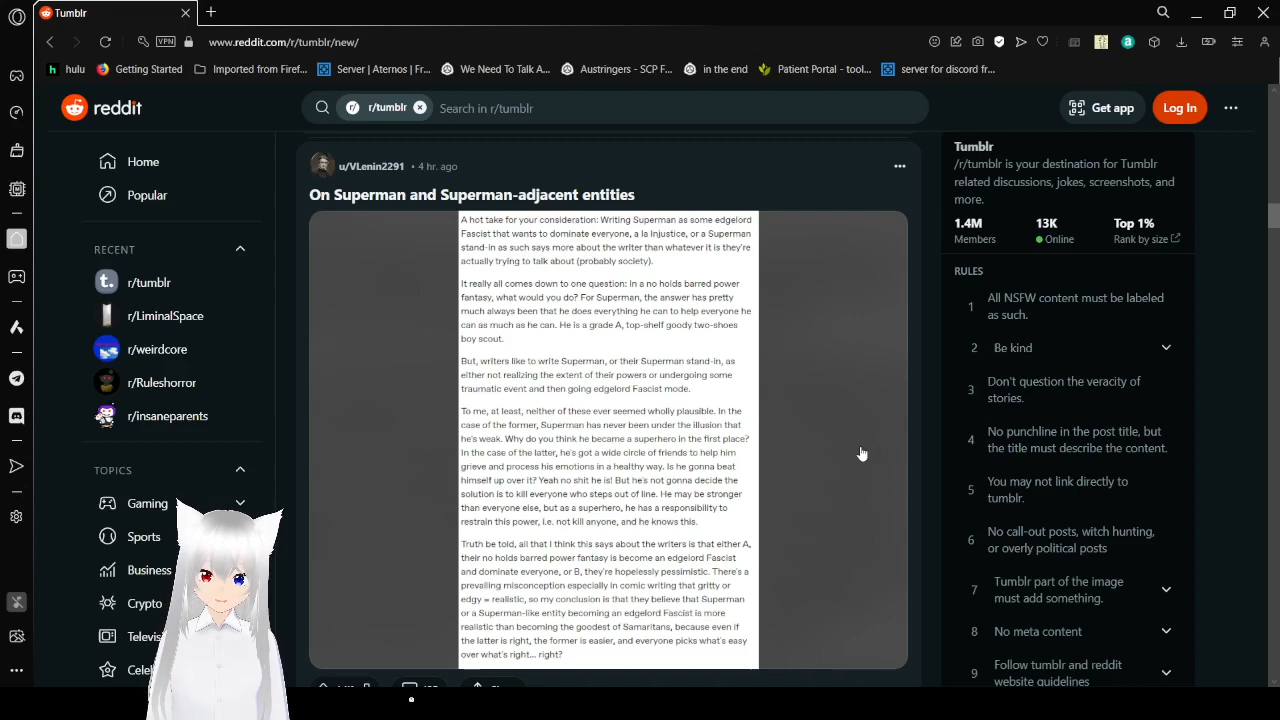 Tumblr
www.reddit.com/r/tumblr/new/
VPN
hulu
Getting Started
Imported from Firef...
Server | Aternos | Fr...
We Need To Talk A...
Austringers - SCP F...
in the end
Patient Portal - tool...
server for discord fr...
reddit
r/tumblr
Search in r/tumblr
Get app
Log In
Home
Popular
RECENT
r/tumblr
r/LiminalSpace
r/weirdcore
r/Ruleshorror
r/insaneparents
TOPICS
Gaming
Sports
Business
Crypto
Televi
Celeb
u/VLenin2291 • 4 hr. ago
On Superman and Superman-adjacent entities
A hot take for your consideration: Writing Superman as some edgelord
Fascist that wants to dominate everyone, a la Injustice, or a Superman
stand-in as such says more about the writer than whatever it is they're
actually trying to talk about (probably society).
It really all comes down to one question: In a no holds barred power
fantasy, what would you do? For Superman, the answer has pretty
much always been that he does everything he can to help everyone he
can as much as he can. He is a grade A, top-shelf goody two-shoes
boy scout.
But, writers like to write Superman, or their Superman stand-in, as
either not realizing the extent of their powers or undergoing some
traumatic event and then going edgelord Fascist mode.
To me, at least, neither of these ever seemed wholly plausible. In the
case of the former, Superman has never been under the illusion that
he's weak. Why do you think he became a superhero in the first place?
In the case of the latter, he's got a wide circle of friends to help him
grieve and process his emotions in a healthy way. Is he gonna beat
himself up over it? Yeah no shit he is! But he's not gonna decide the
solution is to kill everyone who steps out of line. He may be stronger
than everyone else, but as a superhero, he has a responsibility to
restrain this power, i.e. not kill anyone, and he knows this.
Truth be told, all that I think this says about the writers is that either A,
their no holds barred power fantasy is become an edgelord Fascist
and dominate everyone, or B, they're hopelessly pessimistic. There's a
prevailing misconception especially in comic writing that gritty or
edgy = realistic, so my conclusion is that they believe that Superman
or a Superman-like entity becoming an edgelord Fascist is more
realistic than becoming the goodest of Samaritans, because even if
the latter is right, the former is easier, and everyone picks what's easy
over what's right... right?
Tumblr
/r/tumblr is your destination for Tumblr
related discussions, jokes, screenshots, and
more.
1.4M 13K Top 1%
Members Online Rank by size
RULES
1 All NSFW content must be labeled
as such.
2 Be kind
3 Don't question the veracity of
stories.
4 No punchline in the post title, but
the title must describe the content.
5 You may not link directly to
tumblr.
6 No call-out posts, witch hunting,
or overly political posts
7 Tumblr part of the image
must add something.
8 No meta content
9 Follow tumblr and reddit
website guidelines